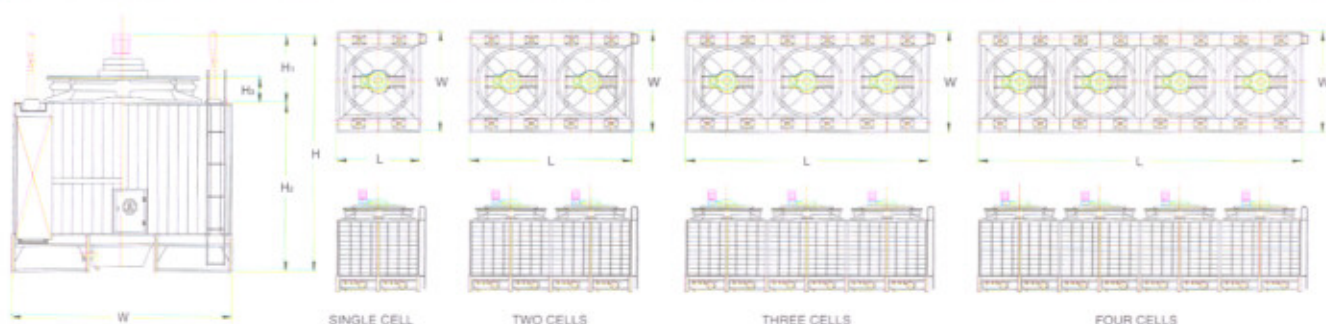 H₁
H₃
H
H₂
W
W
L
SINGLE CELL
W
L
TWO CELLS
W
L
THREE CELLS
W
L
FOUR CELLS